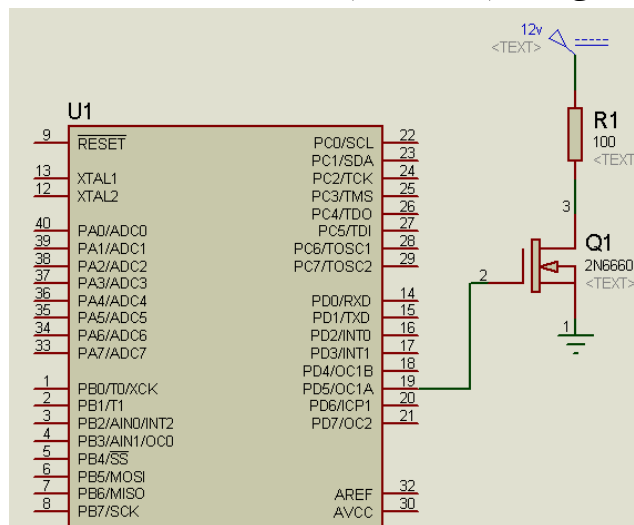 12v
<TEXT>
U1
R1
100
<TEXT
9 RESET
13 XTAL1
12 XTAL2
40 PA0/ADC0
39 PA1/ADC1
38 PA2/ADC2
37 PA3/ADC3
36 PA4/ADC4
35 PA5/ADC5
34 PA6/ADC6
33 PA7/ADC7
1 PB0/T0/XCK
2 PB1/T1
3 PB2/AIN0/INT2
4 PB3/AIN1/OC0
5 PB4/SS
6 PB5/MOSI
7 PB6/MISO
8 PB7/SCK
PC0/SCL 22
PC1/SDA 23
PC2/TCK 24
PC3/TMS 25
PC4/TDO 26
PC5/TDI 27
PC6/TOSC1 28
PC7/TOSC2 29
PD0/RXD 14
PD1/TXD 15
PD2/INT0 16
PD3/INT1 17
PD4/OC1B 18
PD5/OC1A 19
PD6/ICP1 20
PD7/OC2 21
AREF 32
AVCC 30
3
Q1
2N6660
<TEXT>
2
1